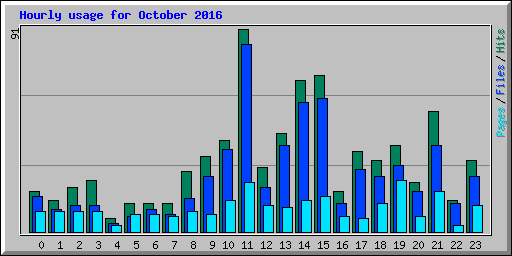 Hourly usage for October 2016
91
Pages/Files/Hits
0 1 2 3 4 5 6 7 8 9 10 11 12 13 14 15 16 17 18 19 20 21 22 23